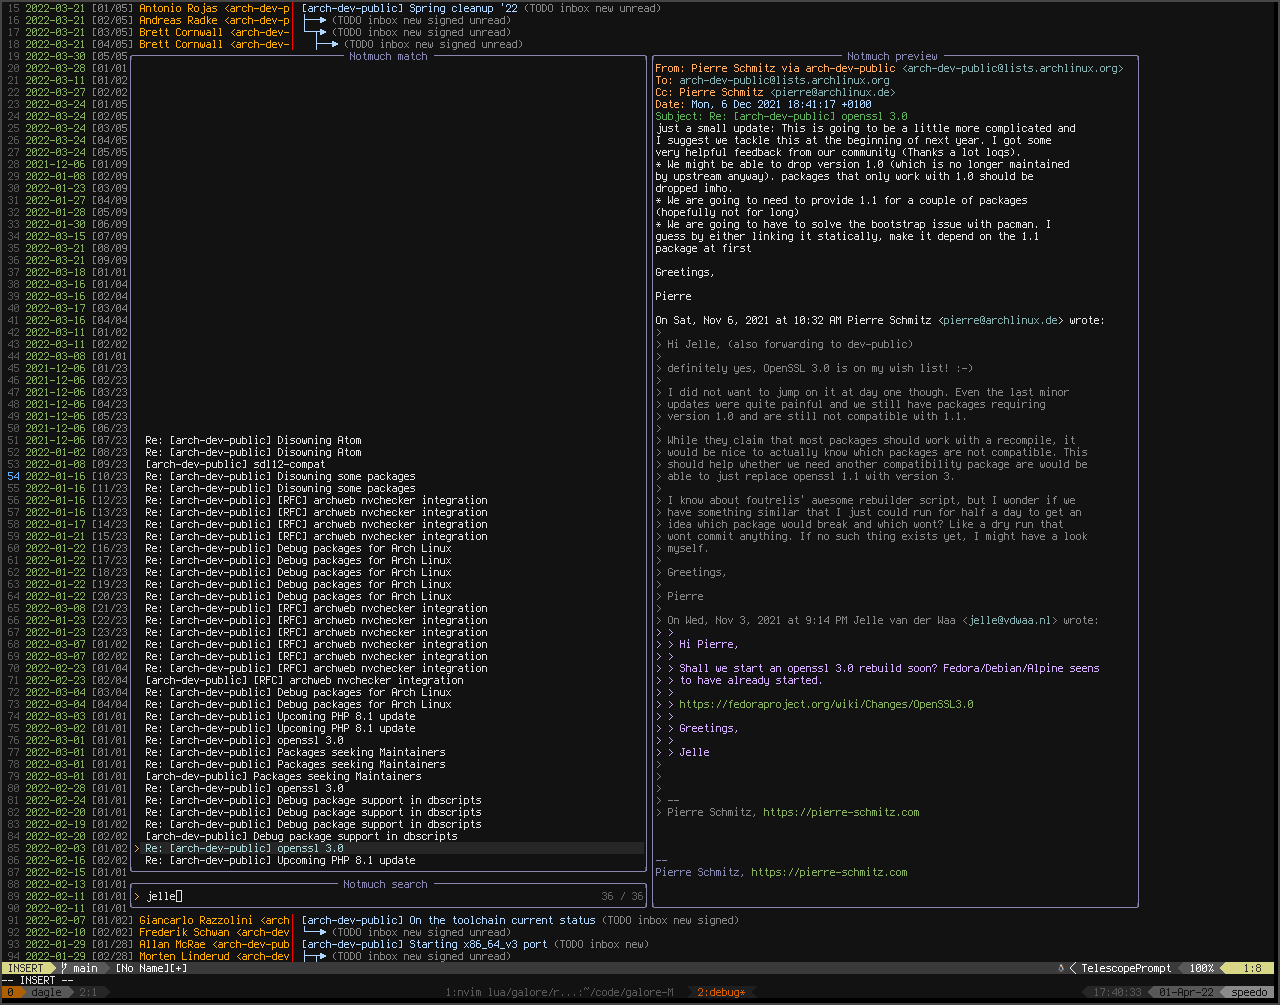 15 2022-03-21 [01/05] Antonio Rojas <arch-dev-p [arch-dev-public] Spring cleanup '22 (TODO inbox new unread)
16 2022-03-21 [02/05] Andreas Radke <arch-dev-p (TODO inbox new signed unread)
17 2022-03-21 [03/05] Brett Cornwall <arch-dev- (TODO inbox new signed unread)
18 2022-03-21 [04/05] Brett Cornwall <arch-dev- (TODO inbox new signed unread)
19 2022-03-30 [05/05]
20 2022-03-28 [01/01]
21 2022-03-11 [01/02]
22 2022-03-27 [02/02]
23 2022-03-24 [01/05]
24 2022-03-24 [02/05]
25 2022-03-24 [03/05]
26 2022-03-24 [04/05]
27 2022-03-24 [05/05]
28 2021-12-06 [01/09]
29 2022-01-08 [02/09]
30 2022-01-23 [03/09]
31 2022-01-27 [04/09]
32 2022-01-28 [05/09]
33 2022-01-30 [06/09]
34 2022-03-15 [07/09]
35 2022-03-21 [08/09]
36 2022-03-21 [09/09]
37 2022-03-18 [01/01]
38 2022-03-16 [01/04]
39 2022-03-16 [02/04]
40 2022-03-17 [03/04]
41 2022-03-16 [04/04]
42 2022-03-11 [01/02]
43 2022-03-11 [02/02]
44 2022-03-08 [01/01]
45 2021-12-06 [01/23]
46 2021-12-06 [02/23]
47 2021-12-06 [03/23]
48 2021-12-06 [04/23]
49 2021-12-06 [05/23]
50 2021-12-06 [06/23]
51 2021-12-06 [07/23]
52 2022-01-02 [08/23]
53 2022-01-08 [09/23]
54 2022-01-16 [10/23]
55 2022-01-16 [11/23]
56 2022-01-16 [12/23]
57 2022-01-16 [13/23]
58 2022-01-17 [14/23]
59 2022-01-21 [15/23]
60 2022-01-22 [16/23]
61 2022-01-22 [17/23]
62 2022-01-22 [18/23]
63 2022-01-22 [19/23]
64 2022-01-22 [20/23]
65 2022-03-08 [21/23]
66 2022-01-23 [22/23]
67 2022-01-23 [23/23]
68 2022-03-07 [01/02]
69 2022-03-07 [02/02]
70 2022-02-23 [01/04]
71 2022-02-23 [02/04]
72 2022-03-04 [03/04]
73 2022-03-04 [04/04]
74 2022-03-03 [01/01]
75 2022-03-02 [01/01]
76 2022-03-01 [01/01]
77 2022-03-01 [01/01]
78 2022-03-01 [01/01]
79 2022-03-01 [01/01]
80 2022-02-28 [01/01]
81 2022-02-24 [01/01]
82 2022-02-24 [01/02]
83 2022-02-19 [01/02]
84 2022-02-20 [02/02]
85 2022-02-03 [01/02]
86 2022-02-16 [02/02]
87 2022-02-15 [01/01]
88 2022-02-13 [01/01]
89 2022-02-11 [01/01]
90 2022-02-11 [01/01]
Notmuch match
Re: [arch-dev-public] Disowning Atom
Re: [arch-dev-public] Disowning Atom
[arch-dev-public] sdl12-compat
Re: [arch-dev-public] Disowning some packages
Re: [arch-dev-public] Disowning some packages
Re: [arch-dev-public] [RFC] archweb nvchecker integration
Re: [arch-dev-public] [RFC] archweb nvchecker integration
Re: [arch-dev-public] [RFC] archweb nvchecker integration
Re: [arch-dev-public] [RFC] archweb nvchecker integration
Re: [arch-dev-public] Debug packages for Arch Linux
Re: [arch-dev-public] Debug packages for Arch Linux
Re: [arch-dev-public] Debug packages for Arch Linux
Re: [arch-dev-public] Debug packages for Arch Linux
Re: [arch-dev-public] Debug packages for Arch Linux
Re: [arch-dev-public] [RFC] archweb nvchecker integration
Re: [arch-dev-public] [RFC] archweb nvchecker integration
Re: [arch-dev-public] [RFC] archweb nvchecker integration
Re: [arch-dev-public] [RFC] archweb nvchecker integration
Re: [arch-dev-public] [RFC] archweb nvchecker integration
Re: [arch-dev-public] [RFC] archweb nvchecker integration
[arch-dev-public] [RFC] archweb nvchecker integration
Re: [arch-dev-public] Debug packages for Arch Linux
Re: [arch-dev-public] Debug packages for Arch Linux
Re: [arch-dev-public] Upcoming PHP 8.1 update
Re: [arch-dev-public] Upcoming PHP 8.1 update
Re: [arch-dev-public] openssl 3.0
Re: [arch-dev-public] Packages seeking Maintainers
Re: [arch-dev-public] Packages seeking Maintainers
[arch-dev-public] Packages seeking Maintainers
Re: [arch-dev-public] openssl 3.0
Re: [arch-dev-public] Debug package support in dbscripts
Re: [arch-dev-public] Debug package support in dbscripts
Re: [arch-dev-public] Debug package support in dbscripts
[arch-dev-public] Debug package support in dbscripts
> Re: [arch-dev-public] openssl 3.0
Re: [arch-dev-public] Upcoming PHP 8.1 update
Notmuch search
> jelle 36 / 36
Notmuch preview
From: Pierre Schmitz via arch-dev-public <arch-dev-public@lists.archlinux.org>
To: arch-dev-public@lists.archlinux.org
Cc: Pierre Schmitz <pierre@archlinux.de>
Date: Mon, 6 Dec 2021 18:41:17 +0100
Subject: Re: [arch-dev-public] openssl 3.0
just a small update: This is going to be a little more complicated and
I suggest we tackle this at the beginning of next year. I got some
very helpful feedback from our community (Thanks a lot loqs).
* We might be able to drop version 1.0 (which is no longer maintained
by upstream anyway). packages that only work with 1.0 should be
dropped imho.
* We are going to need to provide 1.1 for a couple of packages
(hopefully not for long)
* We are going to have to solve the bootstrap issue with pacman. I
guess by either linking it statically, make it depend on the 1.1
package at first
Greetings,
Pierre
On Sat, Nov 6, 2021 at 10:32 AM Pierre Schmitz <pierre@archlinux.de> wrote:
>
> Hi Jelle, (also forwarding to dev-public)
>
> definitely yes, OpenSSL 3.0 is on my wish list! :-)
>
> I did not want to jump on it at day one though. Even the last minor
> updates were quite painful and we still have packages requiring
> version 1.0 and are still not compatible with 1.1.
>
> While they claim that most packages should work with a recompile, it
> would be nice to actually know which packages are not compatible. This
> should help whether we need another compatibility package are would be
> able to just replace openssl 1.1 with version 3.
>
> I know about foutrelis' awesome rebuilder script, but I wonder if we
> have something similar that I just could run for half a day to get an
> idea which package would break and which wont? Like a dry run that
> wont commit anything. If no such thing exists yet, I might have a look
> myself.
>
> Greetings,
>
> Pierre
>
> On Wed, Nov 3, 2021 at 9:14 PM Jelle van der Waa <jelle@vdwaa.nl> wrote:
> >
> > Hi Pierre,
> >
> > Shall we start an openssl 3.0 rebuild soon? Fedora/Debian/Alpine seens
> > to have already started.
> >
> > https://fedoraproject.org/wiki/Changes/OpenSSL3.0
> >
> > Greetings,
> >
> > Jelle
>
>
>
> --
> Pierre Schmitz, https://pierre-schmitz.com
--
Pierre Schmitz, https://pierre-schmitz.com
91 2022-02-07 [01/02] Giancarlo Razzolini <arch [arch-dev-public] On the toolchain current status (TODO inbox new signed)
92 2022-02-10 [02/02] Frederik Schwan <arch-dev (TODO inbox new signed)
93 2022-01-29 [01/28] Allan McRae <arch-dev-pub [arch-dev-public] Starting x86_64_v3 port (TODO inbox new)
94 2022-01-29 [02/28] Morten Linderud <arch-dev (TODO inbox new signed)
INSERT main [No Name][+] TelescopePrompt 100% 1:8
-- INSERT --
0 dagle 2:1 1:nvim lua/galore/r...:~/code/galore-M 2:debug* 17:40:33 01-Apr-22 speedo